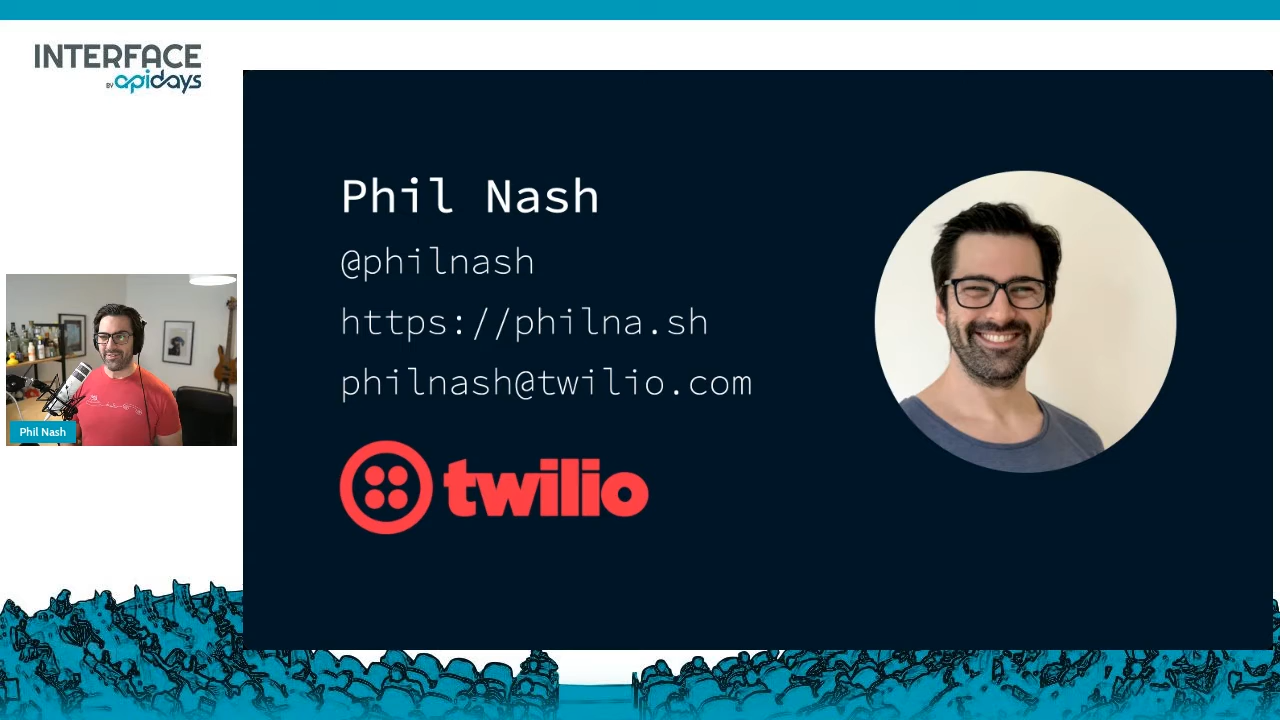 INTERFACE
BY apidays
Phil Nash
@philnash
https://philna.sh
philnash@twilio.com
twilio
Phil Nash